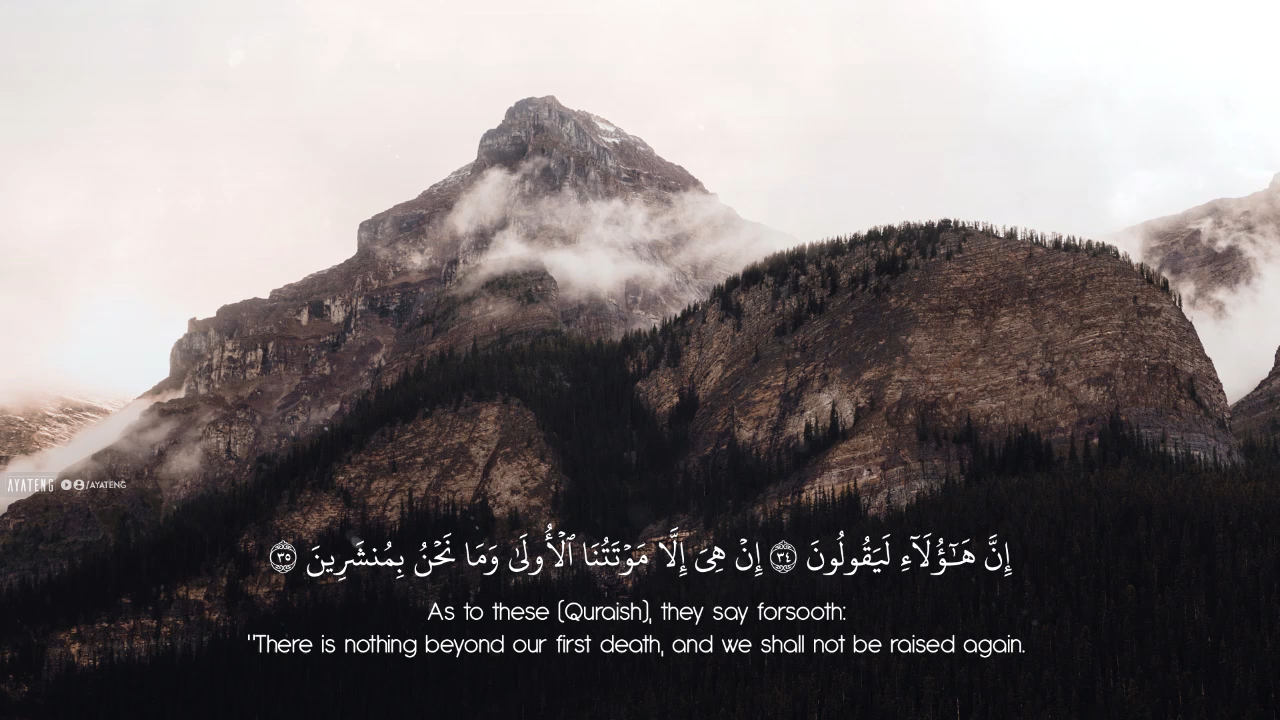 AYATENG /AYATENG
إِنَّ هَـٰٓؤُلَآءِ لَيَقُولُونَ ٣٤ إِنْ هِىَ إِلَّا مَوْتَتُنَا ٱلْأُولَىٰ وَمَا نَحْنُ بِمُنشَرِينَ ٣٥
As to these (Quraish), they say forsooth:
"There is nothing beyond our first death, and we shall not be raised again.